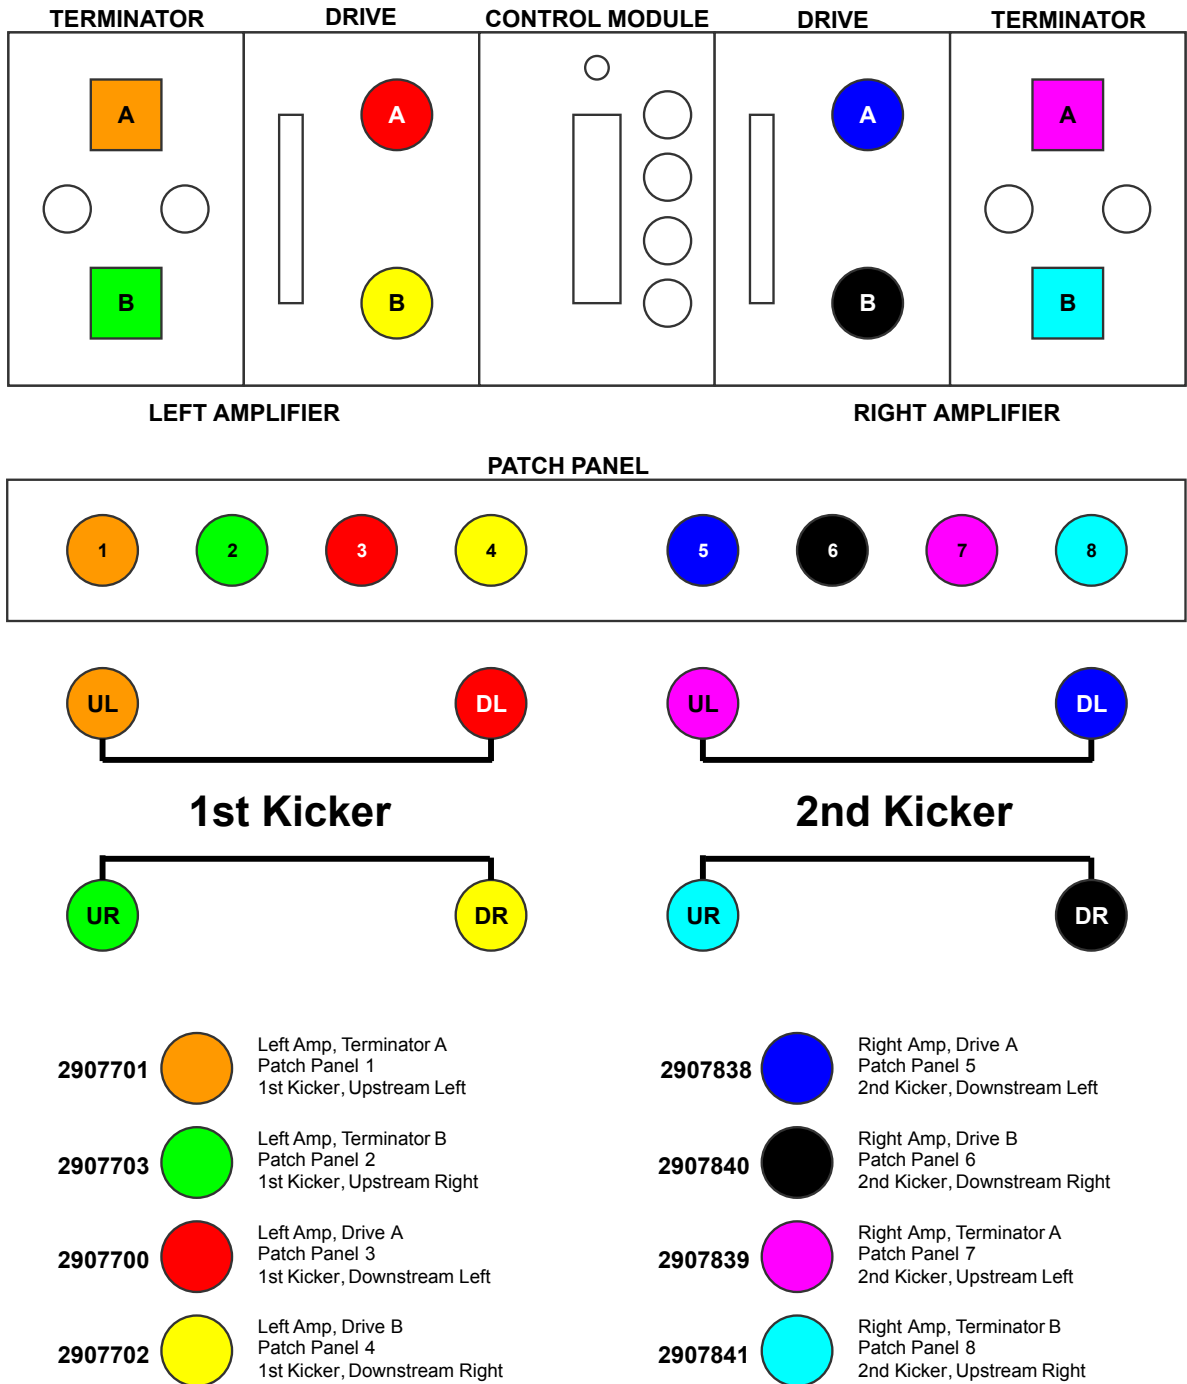 TERMINATOR
DRIVE
CONTROL MODULE
DRIVE
TERMINATOR
A
A
A
A
B
B
B
B
LEFT AMPLIFIER
RIGHT AMPLIFIER
PATCH PANEL
1
2
3
4
5
6
7
8
UL
DL
UL
DL
1st Kicker
2nd Kicker
UR
DR
UR
DR
2907701
Left Amp, Terminator A
Patch Panel 1
1st Kicker, Upstream Left
2907703
Left Amp, Terminator B
Patch Panel 2
1st Kicker, Upstream Right
2907700
Left Amp, Drive A
Patch Panel 3
1st Kicker, Downstream Left
2907702
Left Amp, Drive B
Patch Panel 4
1st Kicker, Downstream Right
2907838
Right Amp, Drive A
Patch Panel 5
2nd Kicker, Downstream Left
2907840
Right Amp, Drive B
Patch Panel 6
2nd Kicker, Downstream Right
2907839
Right Amp, Terminator A
Patch Panel 7
2nd Kicker, Upstream Left
2907841
Right Amp, Terminator B
Patch Panel 8
2nd Kicker, Upstream Right